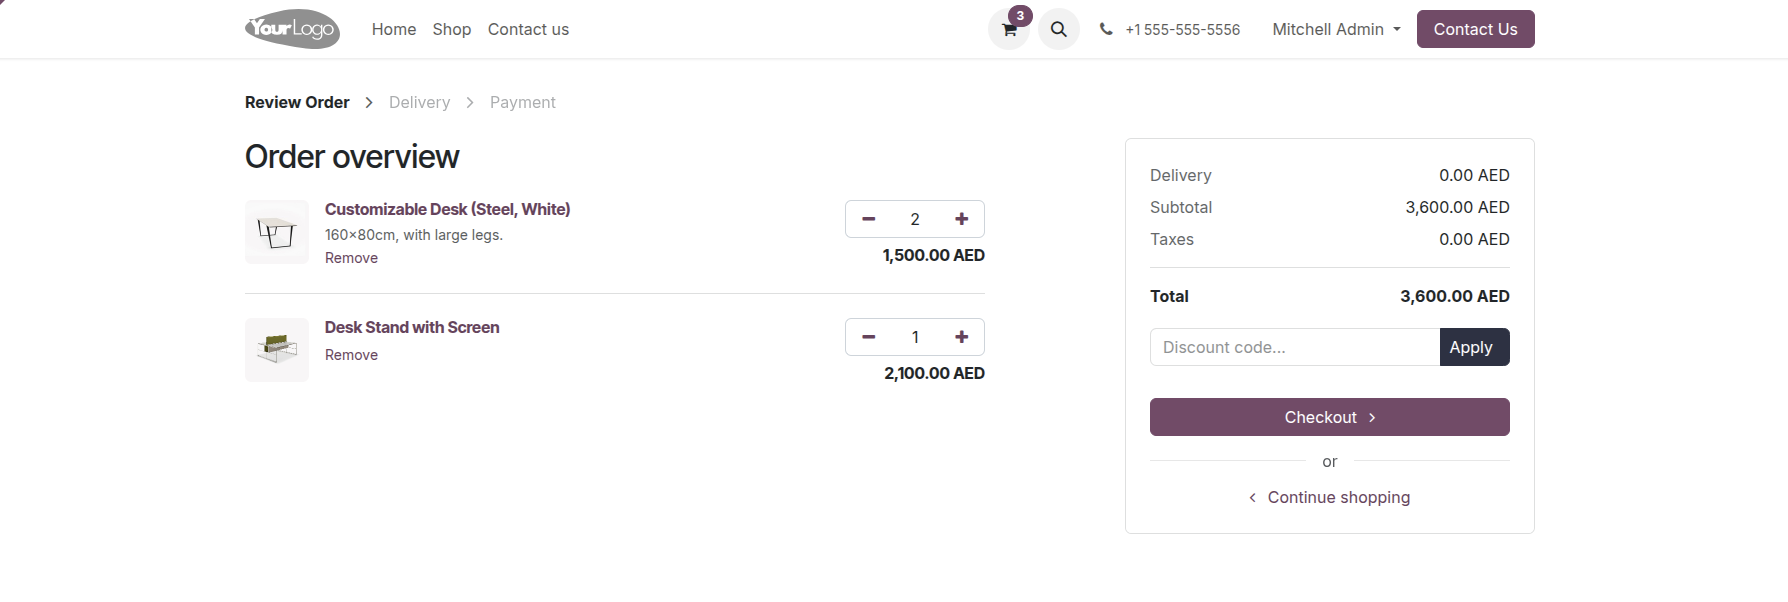 YourLogo Home Shop Contact us 3 +1 555-555-5556 Mitchell Admin Contact Us
Review Order > Delivery > Payment
Order overview
Customizable Desk (Steel, White)
160×80cm, with large legs.
Remove
2
1,500.00 AED
Desk Stand with Screen
Remove
1
2,100.00 AED
Delivery 0.00 AED
Subtotal 3,600.00 AED
Taxes 0.00 AED
Total 3,600.00 AED
Discount code... Apply
Checkout >
or
< Continue shopping